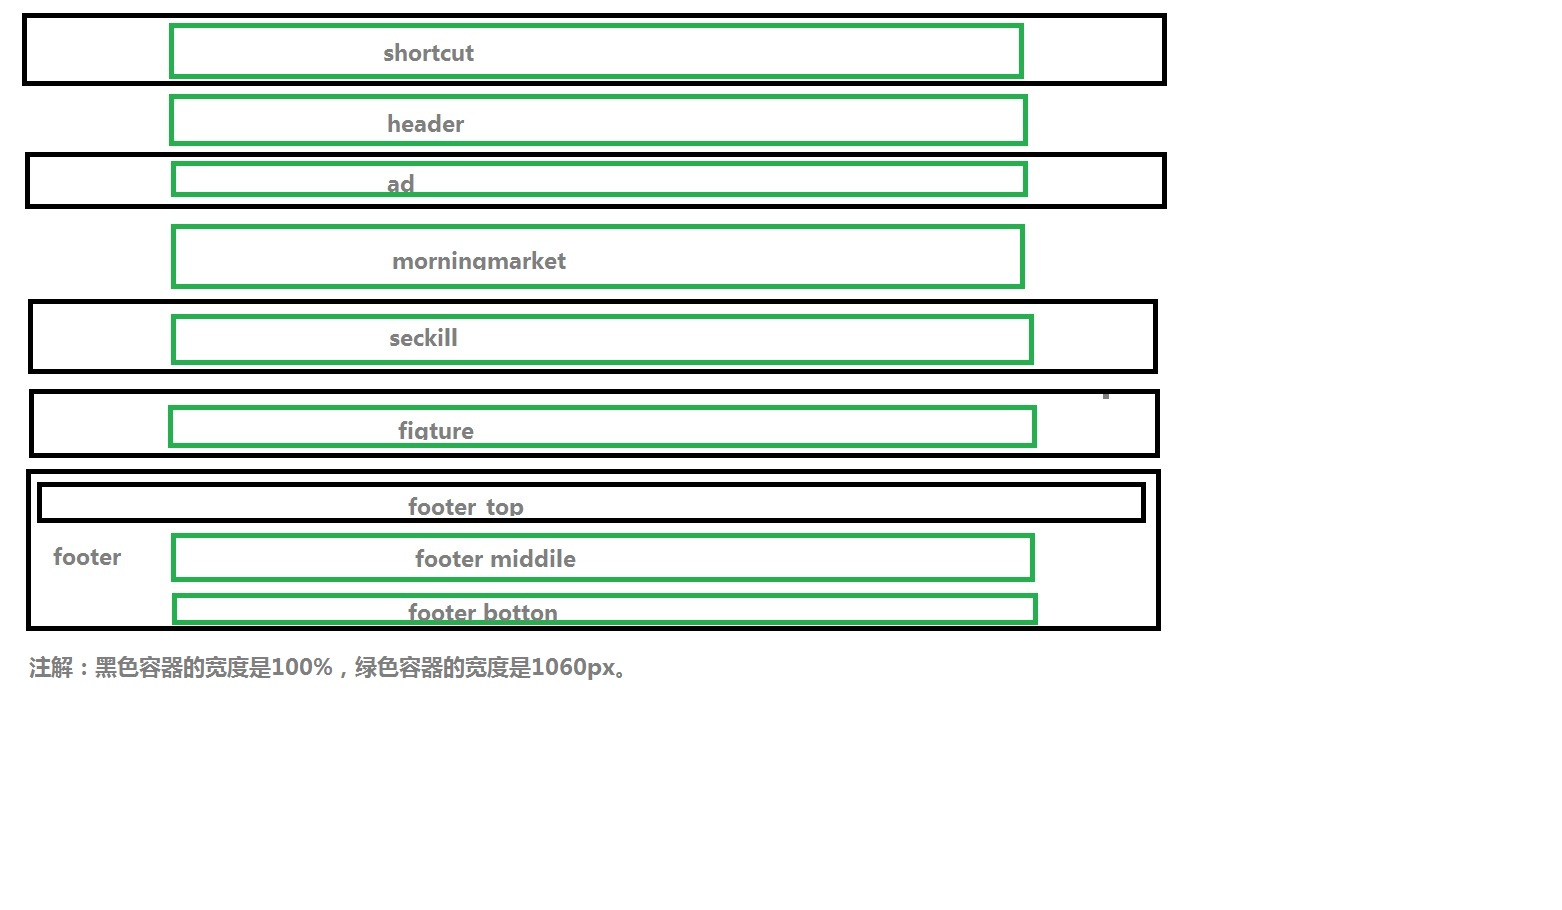 shortcut
header
ad
morningmarket
seckill
figture
footer top
footer
footer middile
footer botton
注解：黑色容器的宽度是100%，绿色容器的宽度是1060px。